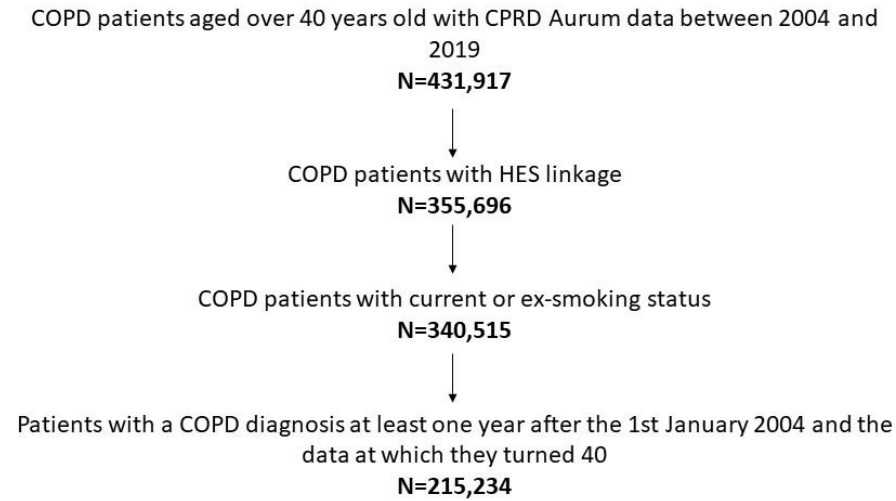 COPD patients aged over 40 years old with CPRD Aurum data between 2004 and
2019
N=431,917
COPD patients with HES linkage
N=355,696
COPD patients with current or ex-smoking status
N=340,515
Patients with a COPD diagnosis at least one year after the 1st January 2004 and the
data at which they turned 40
N=215,234